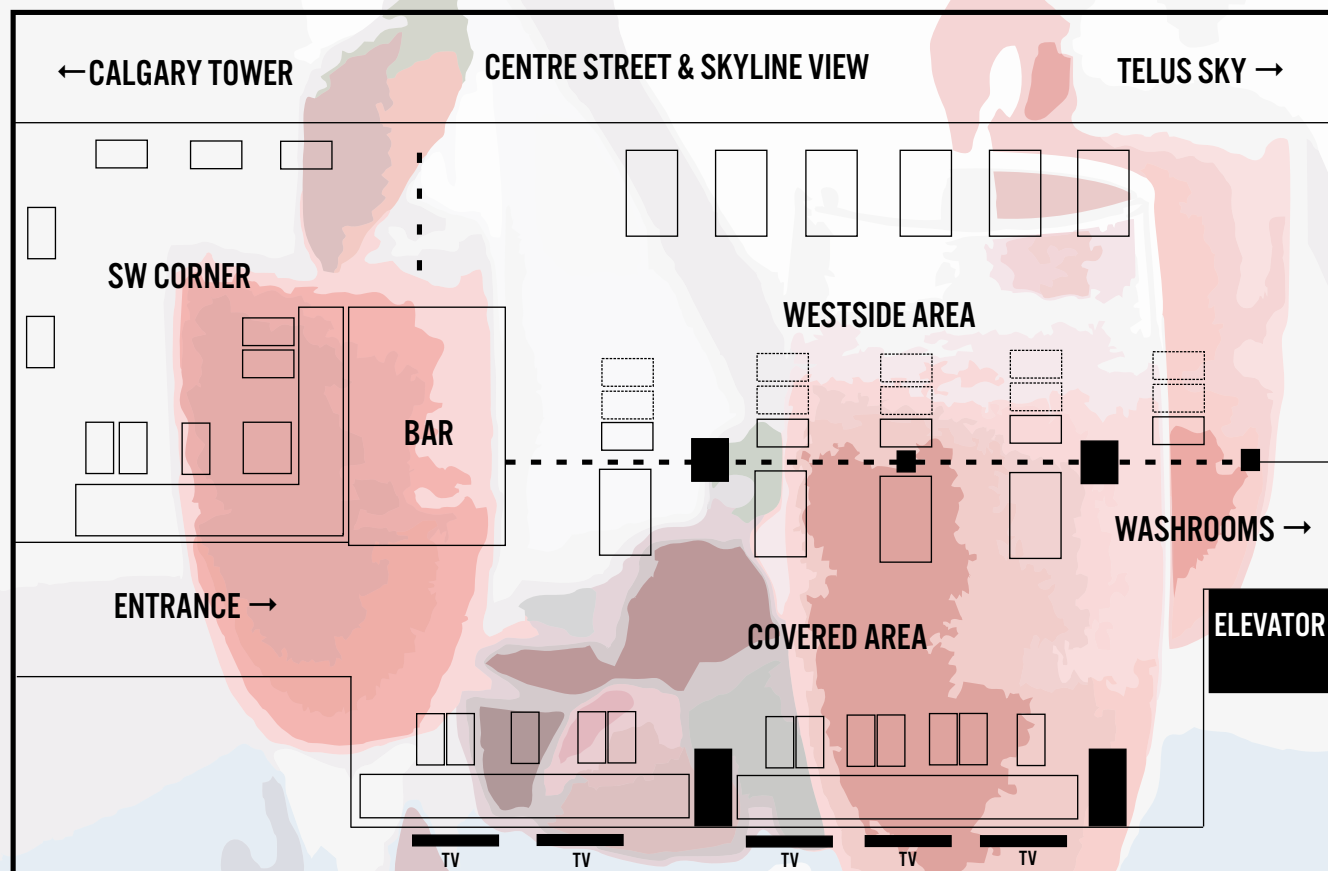 ←CALGARY TOWER
CENTRE STREET & SKYLINE VIEW
TELUS SKY →
SW CORNER
WESTSIDE AREA
BAR
WASHROOMS →
ENTRANCE →
COVERED AREA
ELEVATOR
TV
TV
TV
TV
TV